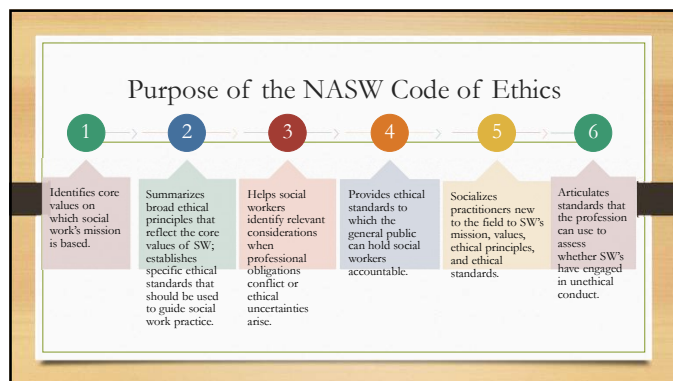 Purpose of the NASW Code of Ethics
1
2
3
4
5
6
Identifies core
values on
which social
work's mission
is based.
Summarizes
broad ethical
principles that
reflect the core
values of SW;
establishes
specific ethical
standards that
should be used
to guide social
work practice.
Helps social
workers
identify relevant
considerations
when
professional
obligations
conflict or
ethical
uncertainties
arise.
Provides ethical
standards to
which the
general public
can hold social
workers
accountable.
Socializes
practitioners new
to the field to SW's
mission, values,
ethical principles,
and ethical
standards.
Articulates
standards that
the profession
can use to
assess
whether SW's
have engaged
in unethical
conduct.